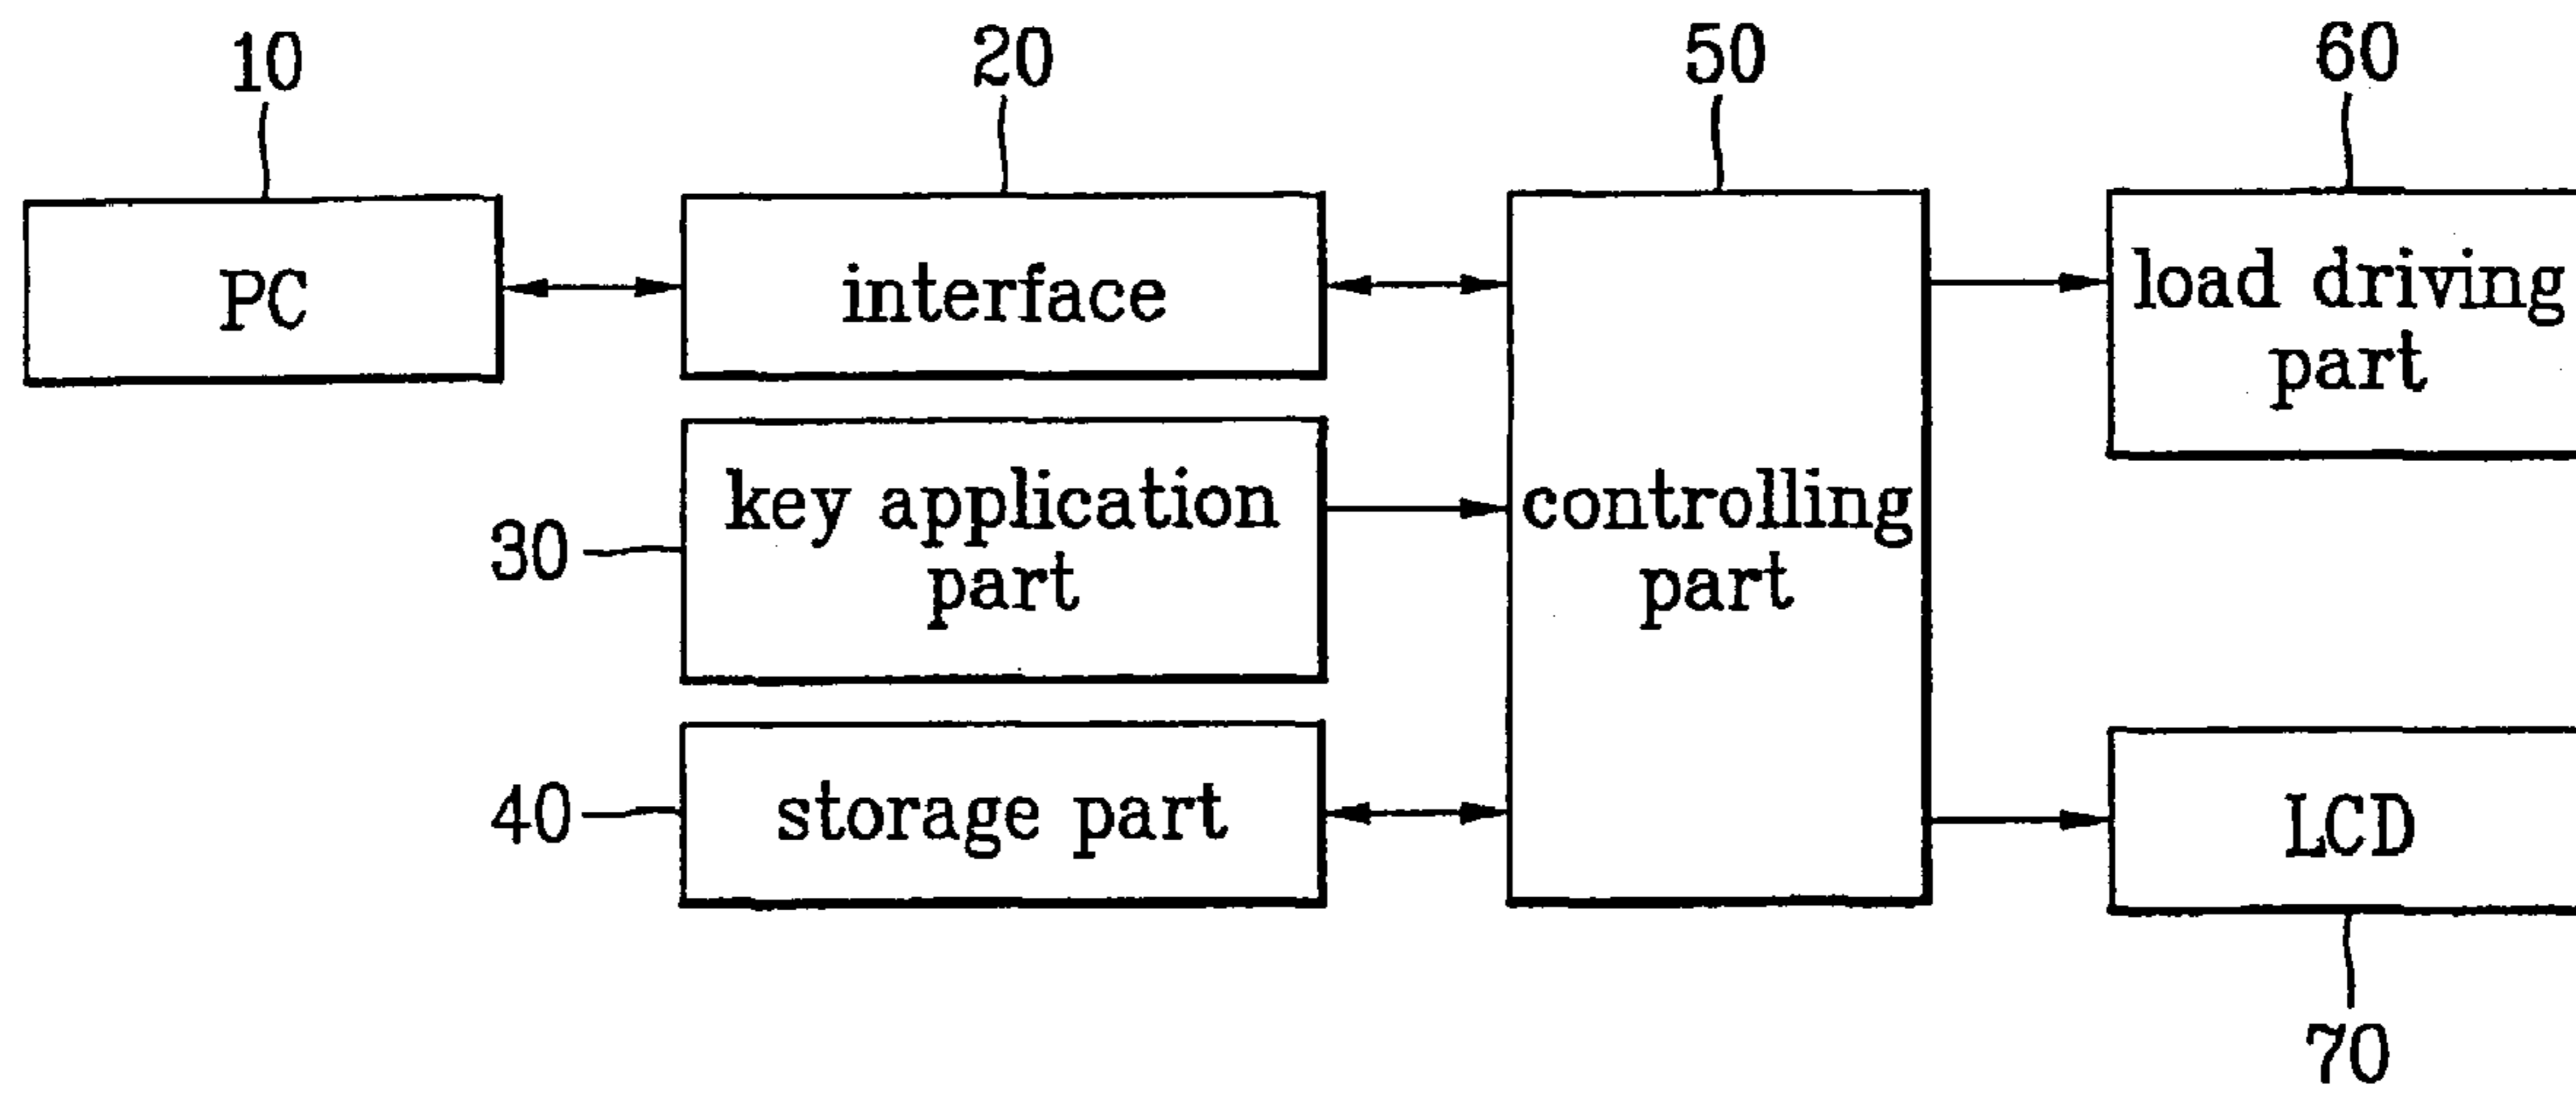 10
20
50
60
PC
interface
load driving
part
key application
part
30
controlling
part
storage part
40
LCD
70